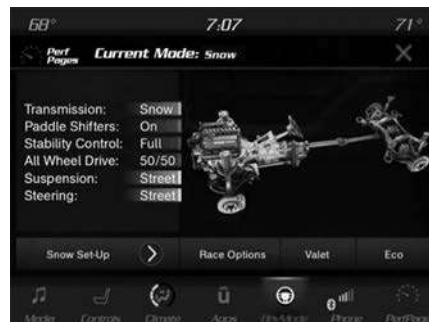 68° 7:07 71°
Perf Pages Current Mode: Snow
Transmission: Snow
Paddle Shifters: On
Stability Control: Full
All Wheel Drive: 50/50
Suspension: Street
Steering: Street
Snow Set-Up Race Options Valet Eco
Media Controls Climate Apps DrvMode Phone PerfPage